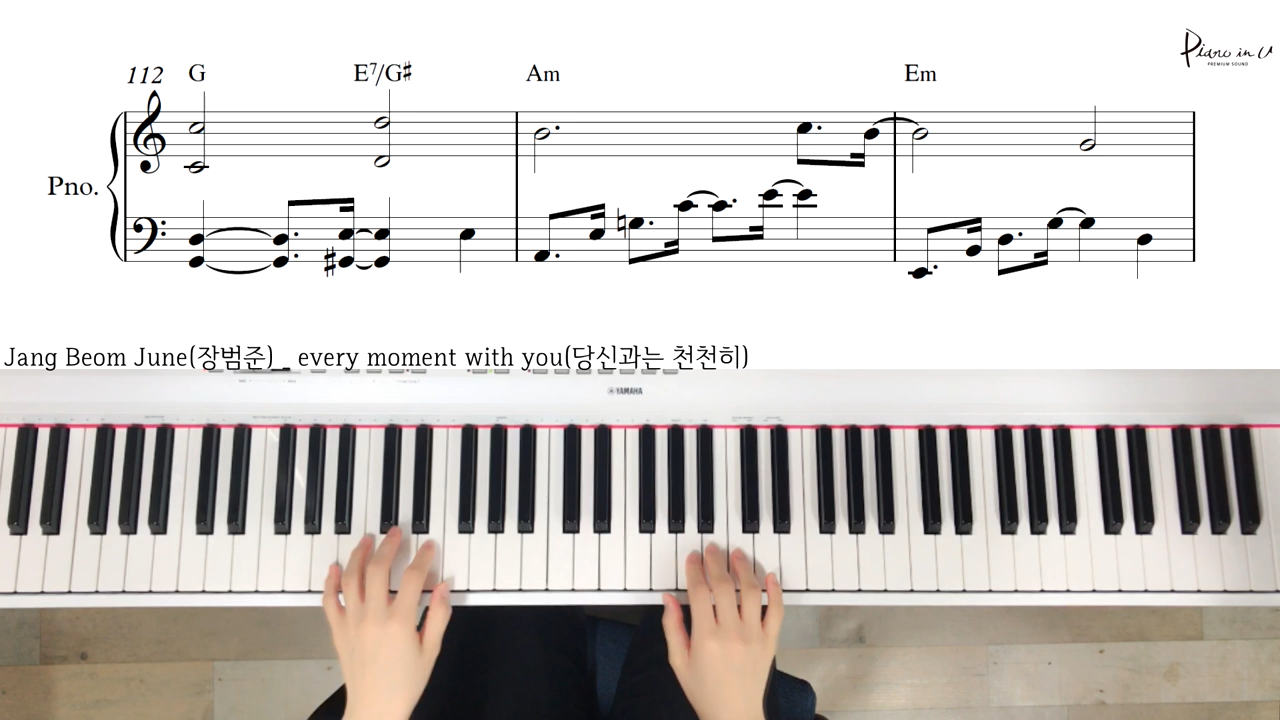 Piano in U
PREMIUM SOUND
112 G E7/G♯ Am Em
Pno.
Jang Beom June(장범준) _ every moment with you(당신과는 천천히)
YAMAHA